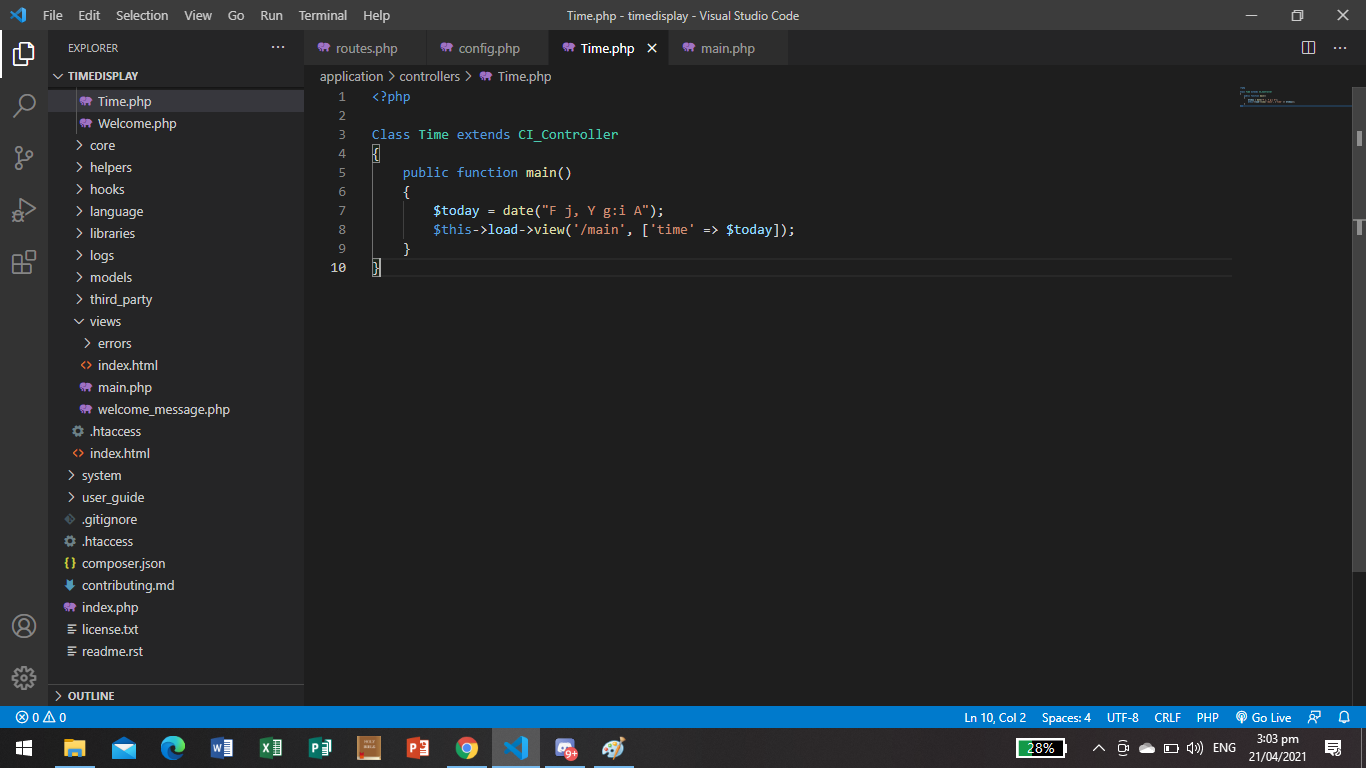 File Edit Selection View Go Run Terminal Help
Time.php - timedisplay - Visual Studio Code
EXPLORER
TIMEDISPLAY
Time.php
Welcome.php
core
helpers
hooks
language
libraries
logs
models
third_party
views
errors
index.html
main.php
welcome_message.php
.htaccess
index.html
system
user_guide
.gitignore
.htaccess
composer.json
contributing.md
index.php
license.txt
readme.rst
OUTLINE
routes.php config.php Time.php main.php
application > controllers > Time.php
1 <?php
2
3 Class Time extends CI_Controller
4 {
5 public function main()
6 {
7 $today = date("F j, Y g:i A");
8 $this->load->view('/main', ['time' => $today]);
9 }
10 }
0 0 Ln 10, Col 2 Spaces: 4 UTF-8 CRLF PHP Go Live
9+ 28% ENG 3:03 pm
21/04/2021